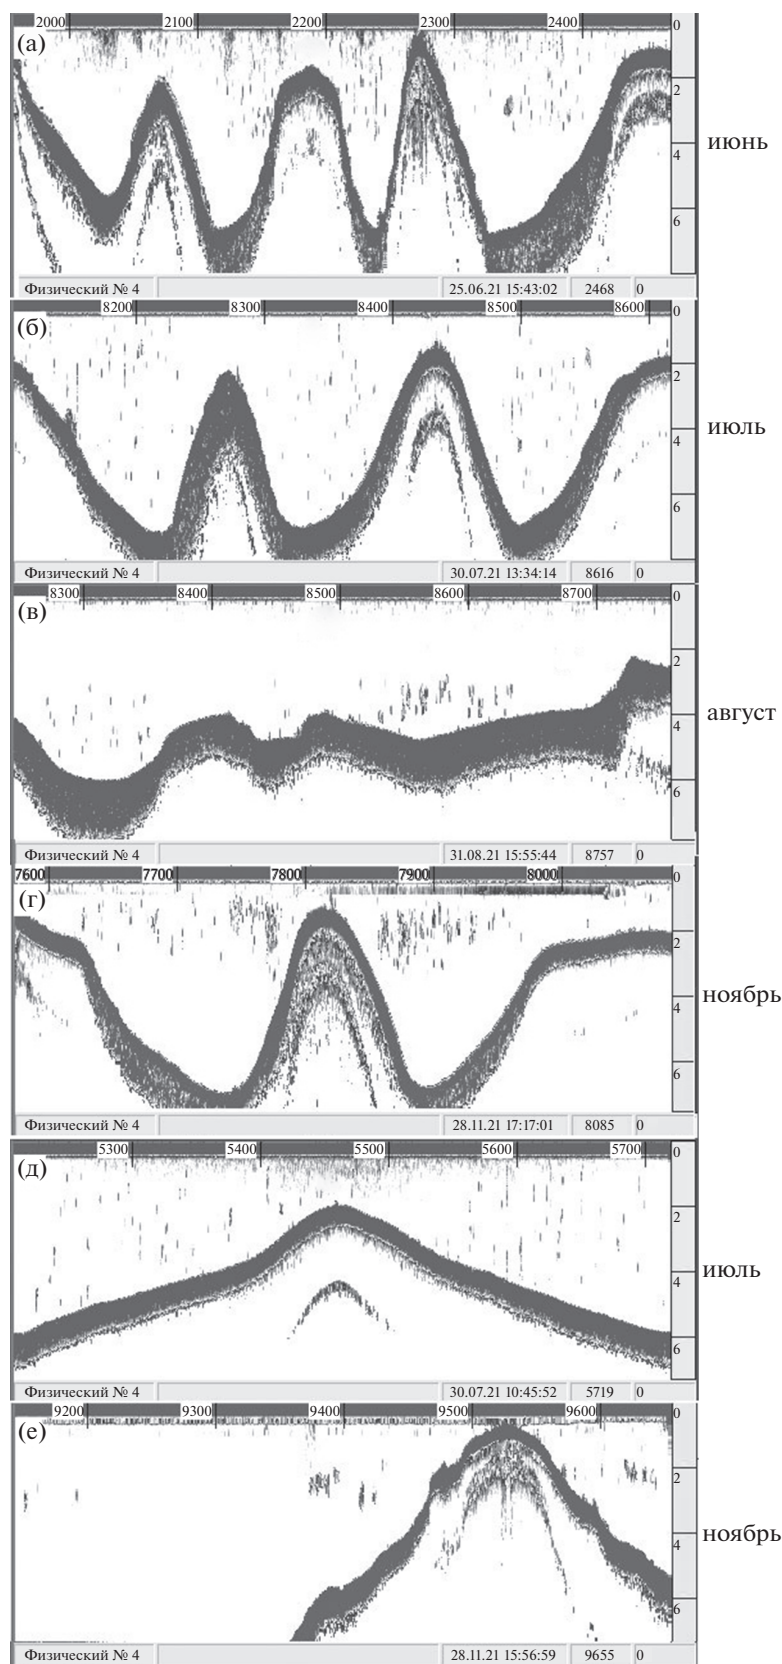 2000 2100 2200 2300 2400 0
(а)
2
4
6
июнь
Физический № 4 25.06.21 15:43:02 2468 0
8200 8300 8400 8500 8600 0
(б)
2
4
6
июль
Физический № 4 30.07.21 13:34:14 8616 0
8300 8400 8500 8600 8700 0
(в)
2
4
6
август
Физический № 4 31.08.21 15:55:44 8757 0
7600 7700 7800 7900 8000 0
(г)
2
4
6
ноябрь
Физический № 4 28.11.21 17:17:01 8085 0
5300 5400 5500 5600 5700 0
(д)
2
4
6
июль
Физический № 4 30.07.21 10:45:52 5719 0
9200 9300 9400 9500 9600 0
(е)
2
4
6
ноябрь
Физический № 4 28.11.21 15:56:59 9655 0